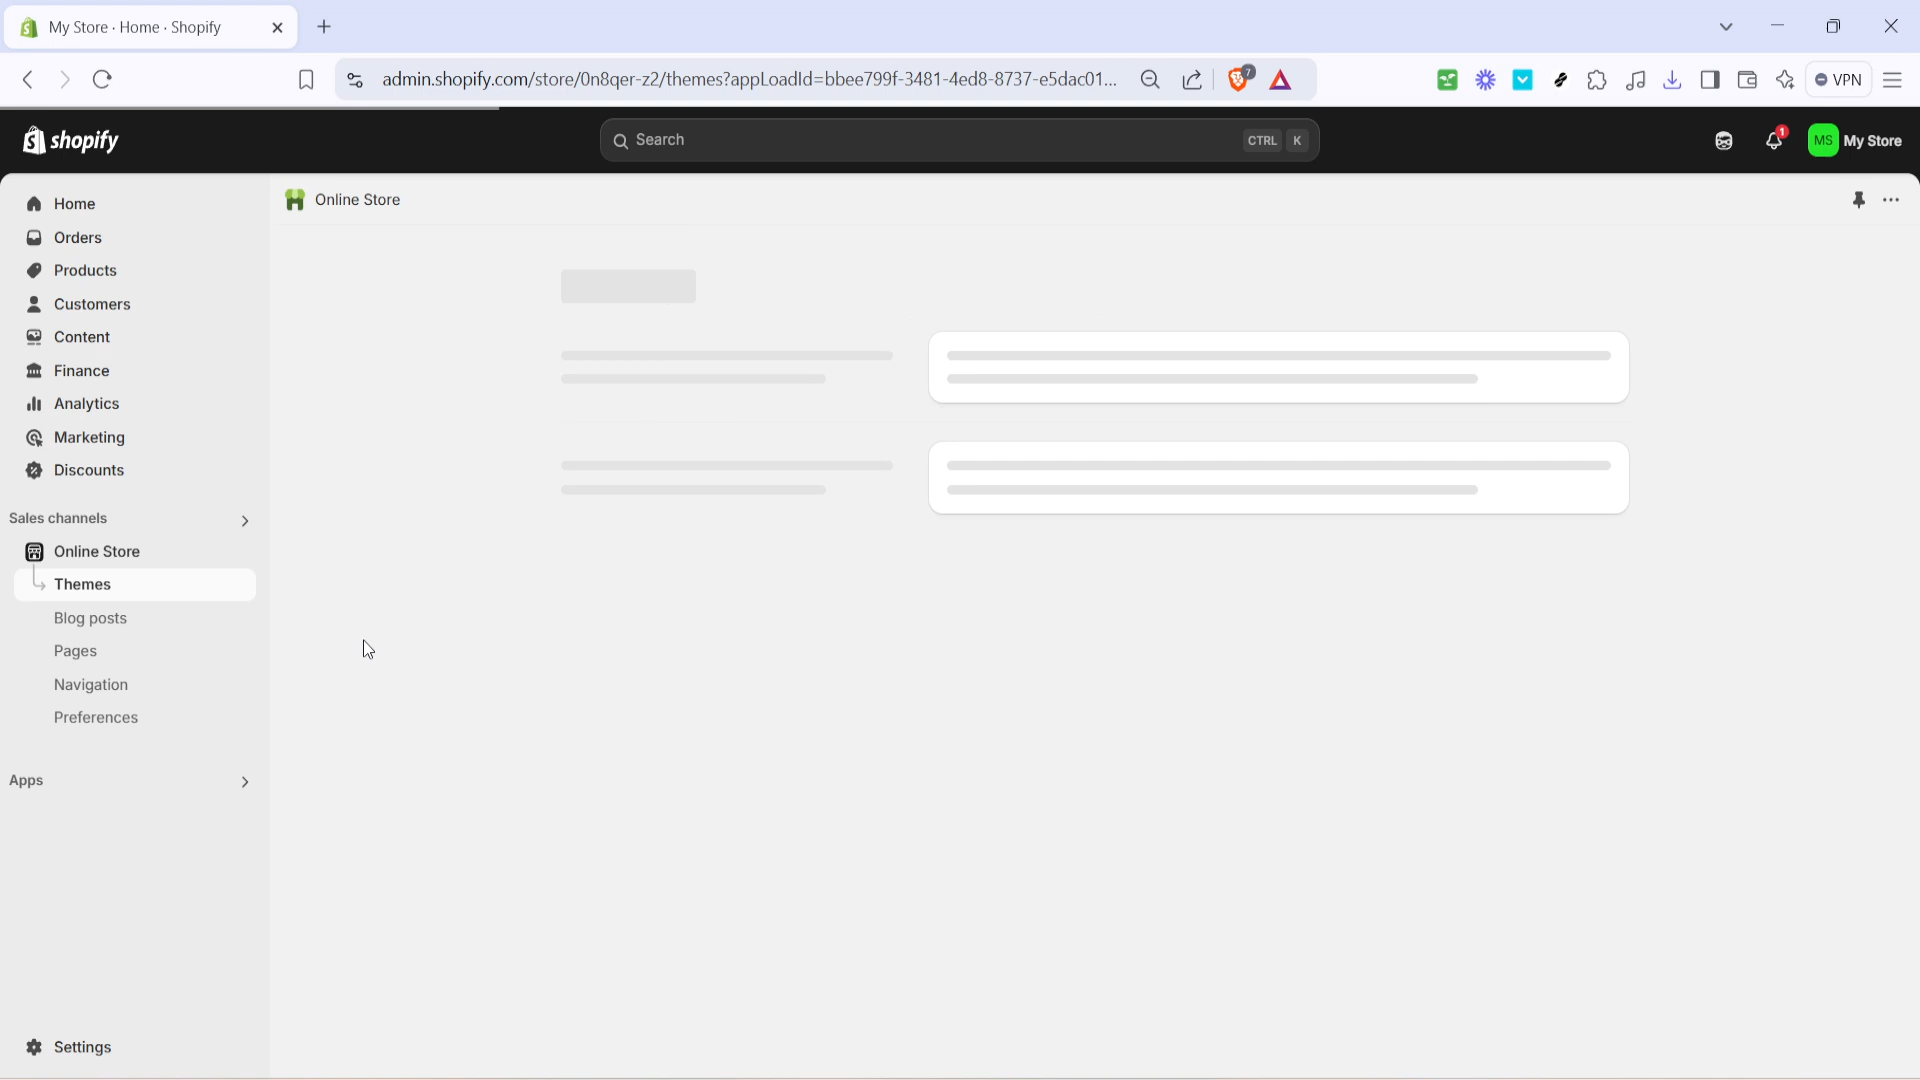 My Store · Home · Shopify
admin.shopify.com/store/0n8qer-z2/themes?appLoadId=bbee799f-3481-4ed8-8737-e5dac01...
7
VPN
shopify
Search
CTRL K
1
MS My Store
Home
Orders
Products
Customers
Content
Finance
Analytics
Marketing
Discounts
Sales channels
Online Store
Themes
Blog posts
Pages
Navigation
Preferences
Apps
Settings
Online Store